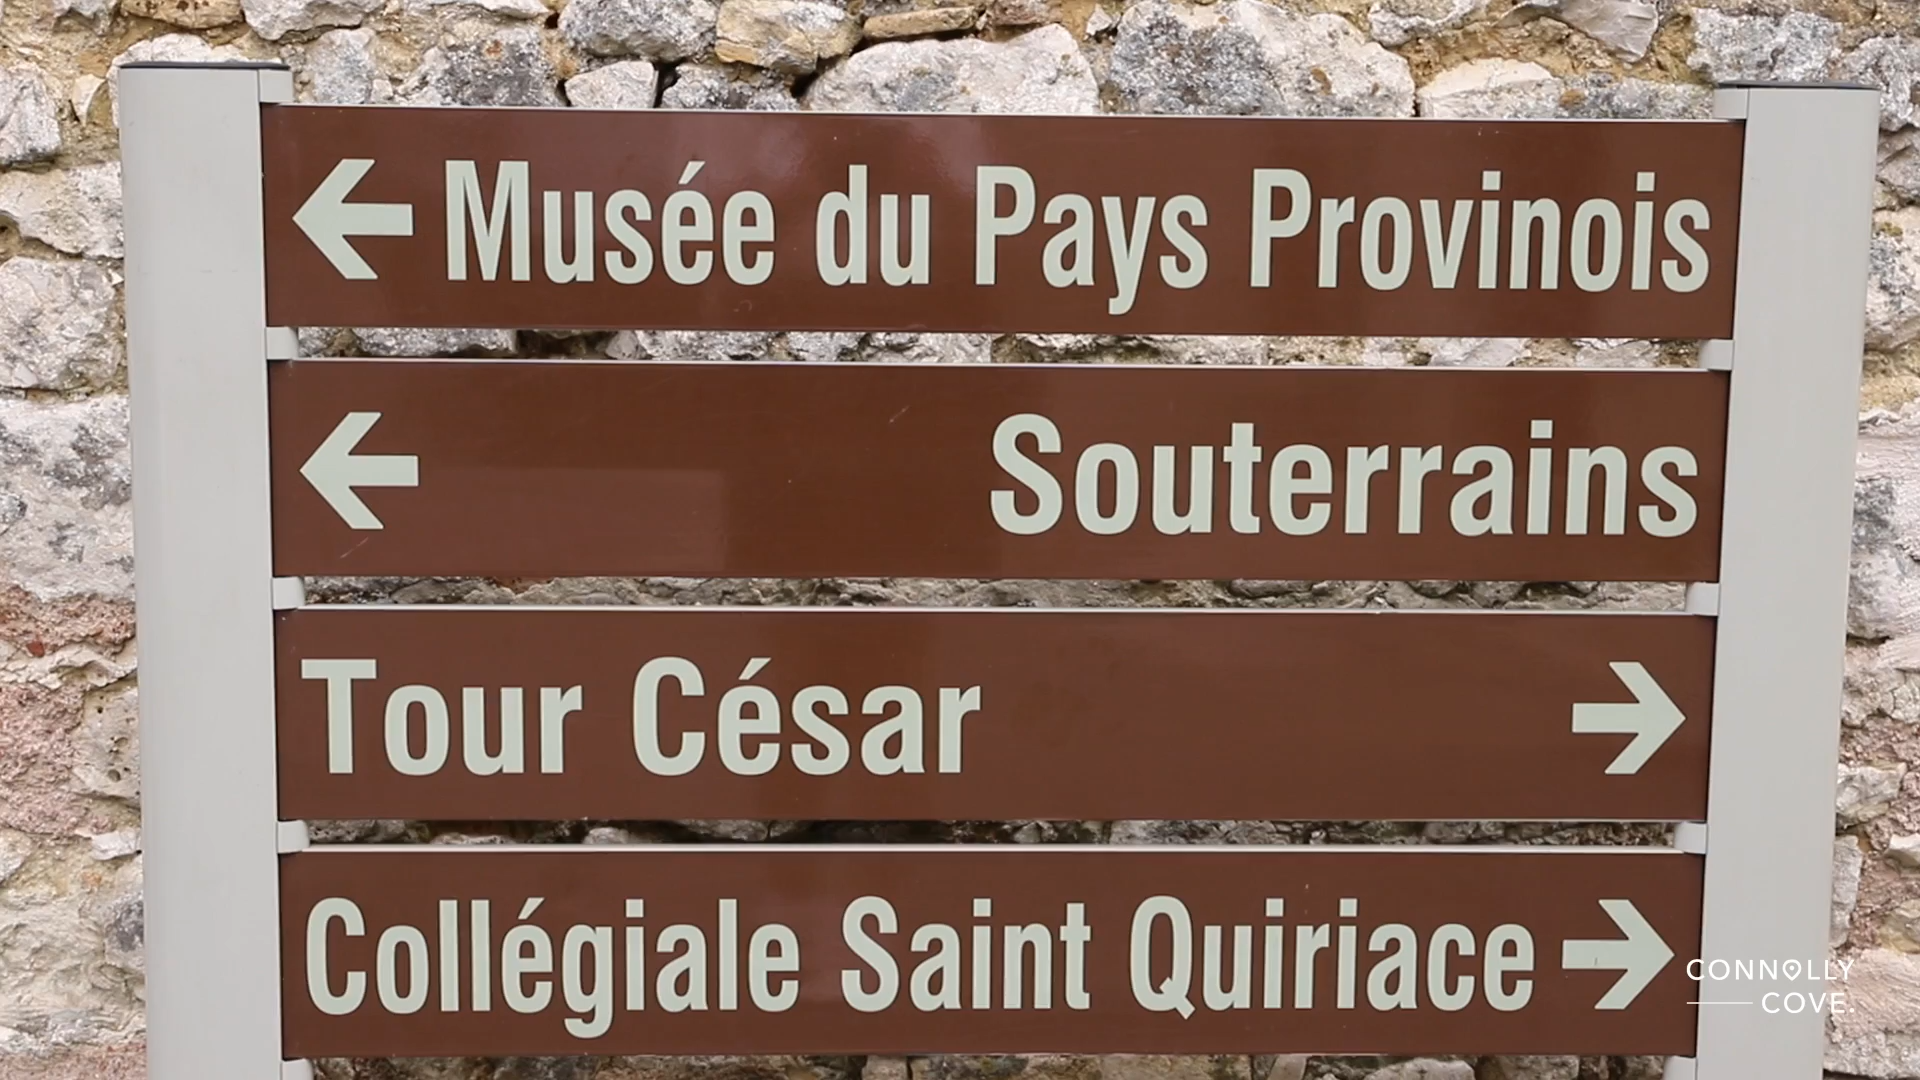 Musée du Pays Provinois
Souterrains
Tour César
Collégiale Saint Quiriace
CONNOLLY
COVE.